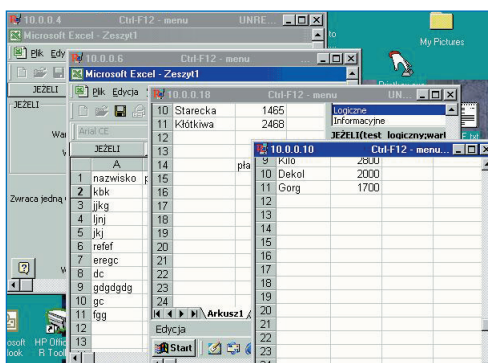 10.0.0.4 Ctrl-F12 - menu UNRE...
Microsoft Excel - Zeszyt1
Plik Edy
JEŻELI
JEŻELI
Zwraca jedną
My Pictures
to
10.0.0.6 Ctrl-F12 - menu ...
Microsoft Excel - Zeszyt1
Plik Edycja
Arial CE
JEŻELI
A
1 nazwisko
2 kbk
3 jjkg
4 ljnj
5 jkj
6 refef
7 eregc
8 dc
9 gdgdgdg
10 gc
11 fgg
12
13
10.0.0.18 Ctrl-F12 - menu UN...
10 Starecka 1465
11 Kłótkiwa 2468
12
13
14 pła
15
16
17
18
19
20
21
22
23
24
Arkusz1
Edycja
Start
Logiczne
Informacyjne
JEŻELI(test_logiczny;wart
10.0.0.10 Ctrl-F12 - menu...
9 Kilo 2800
10 Dekol 2000
11 Gorg 1700
12
13
14
15
16
17
18
19
20
21
22
23
HP Offic
R Tool